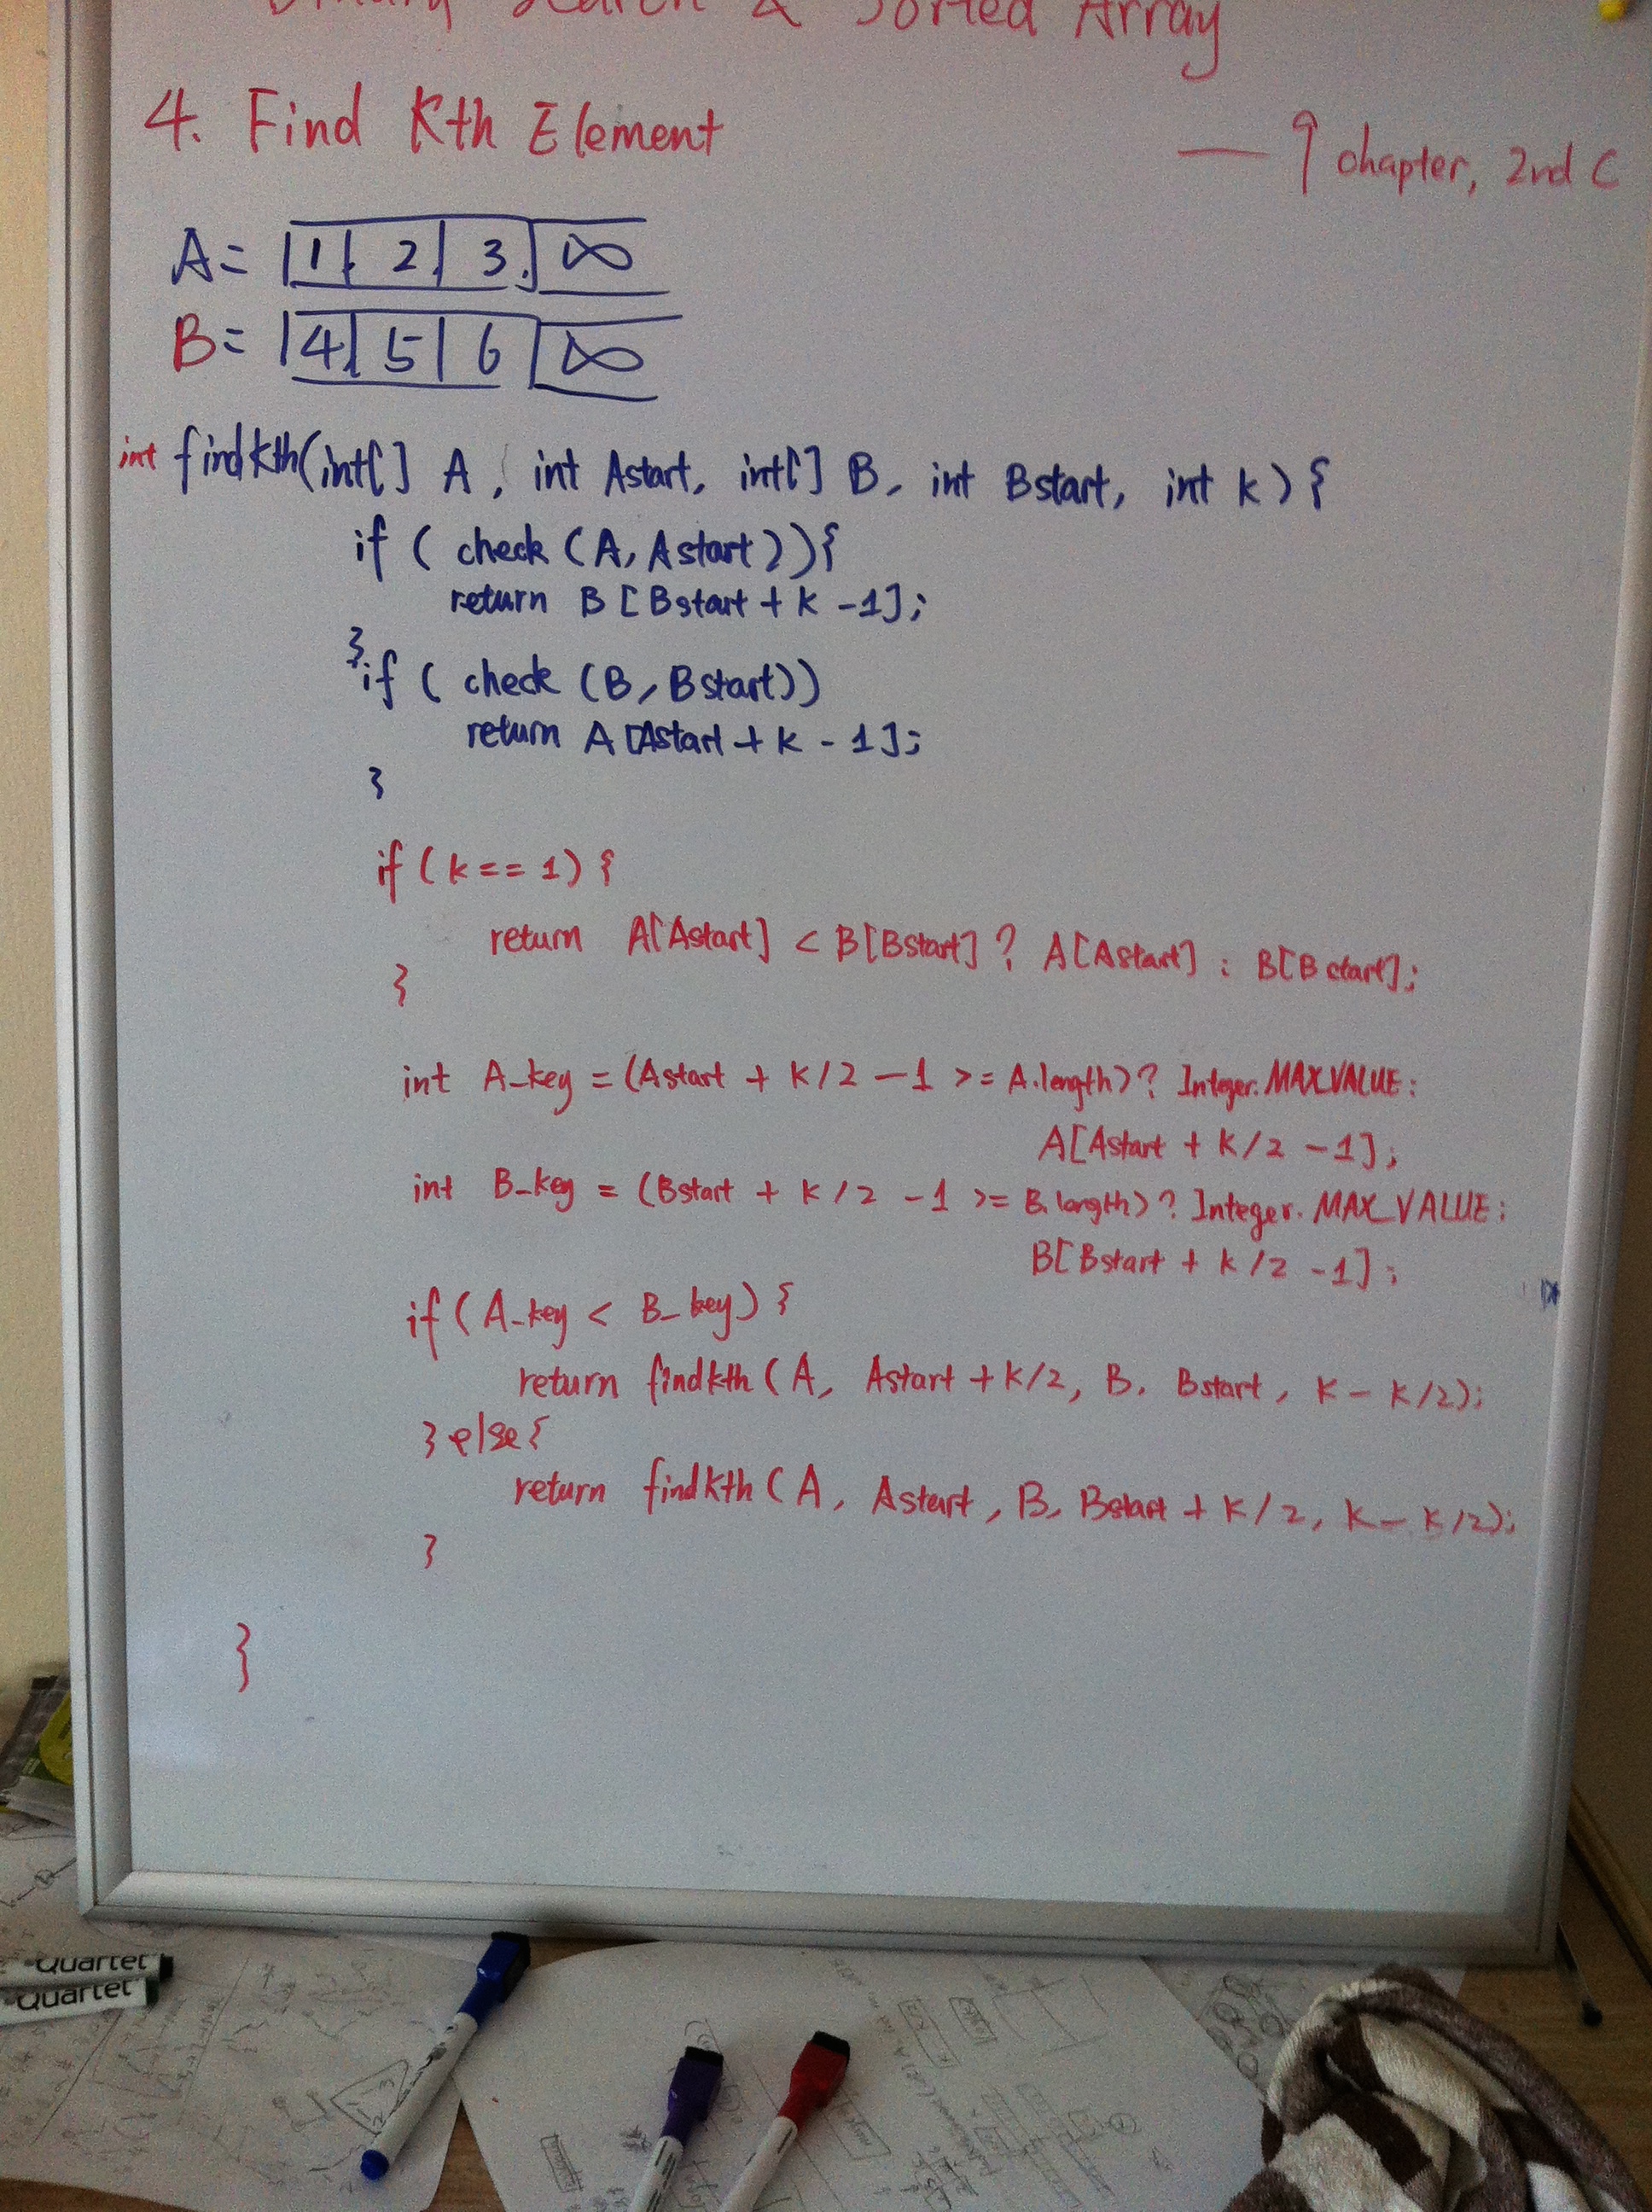 Binary Search & Sorted Array
4. Find Kth Element
— ↑ chapter, 2nd C
A= |1| 2| 3.| ∞
B= |4| 5| 6 | ∞
int findkth(int[] A, int Astart, int[] B, int Bstart, int k) {
if ( check (A, Astart)){
return B [Bstart + k -1];
}
if ( check (B, Bstart))
return A [Astart + k - 1];
}
if ( k == 1) {
return A[Astart] < B[Bstart] ? A[Astart] : B[Bstart];
}
int A_key = (Astart + k/2 - 1 >= A.length) ? Integer.MAX_VALUE :
A[Astart + k/2 - 1];
int B_key = (Bstart + k/2 - 1 >= B.length) ? Integer.MAX_VALUE :
B[Bstart + k/2 -1];
if (A_key < B_key) {
return findkth (A, Astart + k/2, B, Bstart, k - k/2);
} else {
return findkth (A, Astart, B, Bstart + k/2, k - k/2);
}
}
Quartet
Quartet